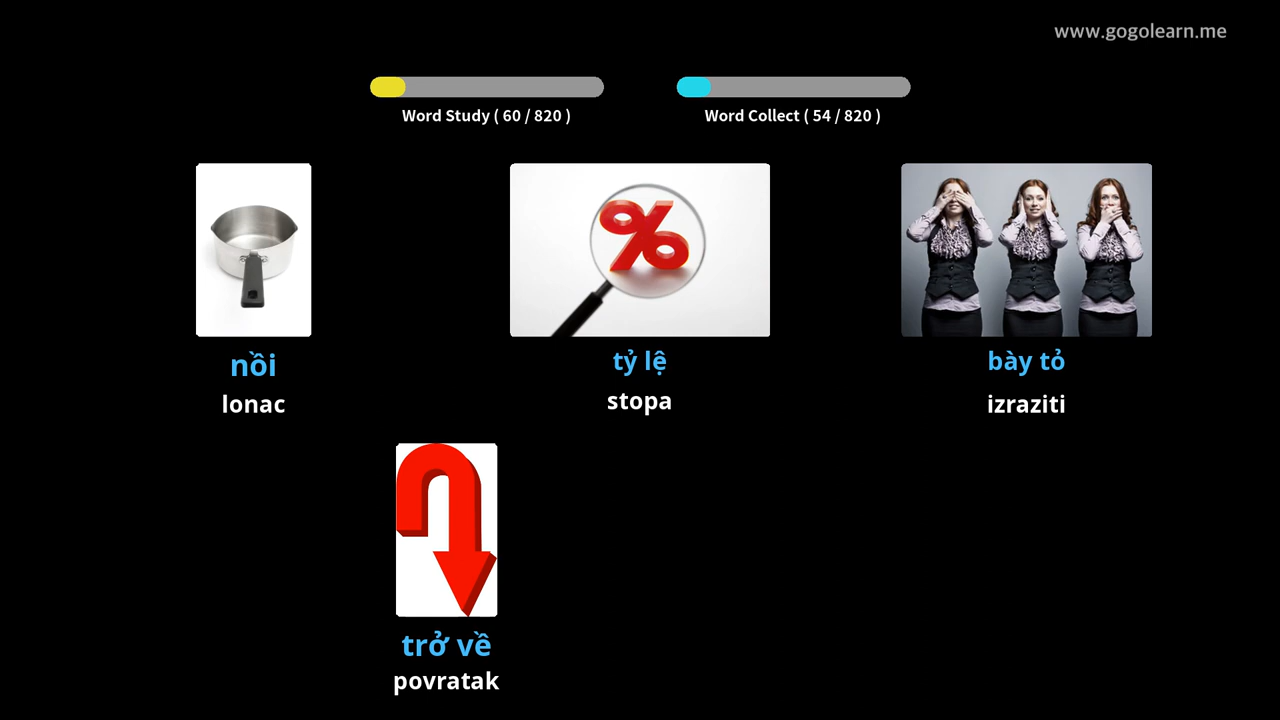 www.gogolearn.me
Word Study ( 60 / 820 )
Word Collect ( 54 / 820 )
nồi
lonac
tỷ lệ
stopa
bày tỏ
izraziti
trở về
povratak